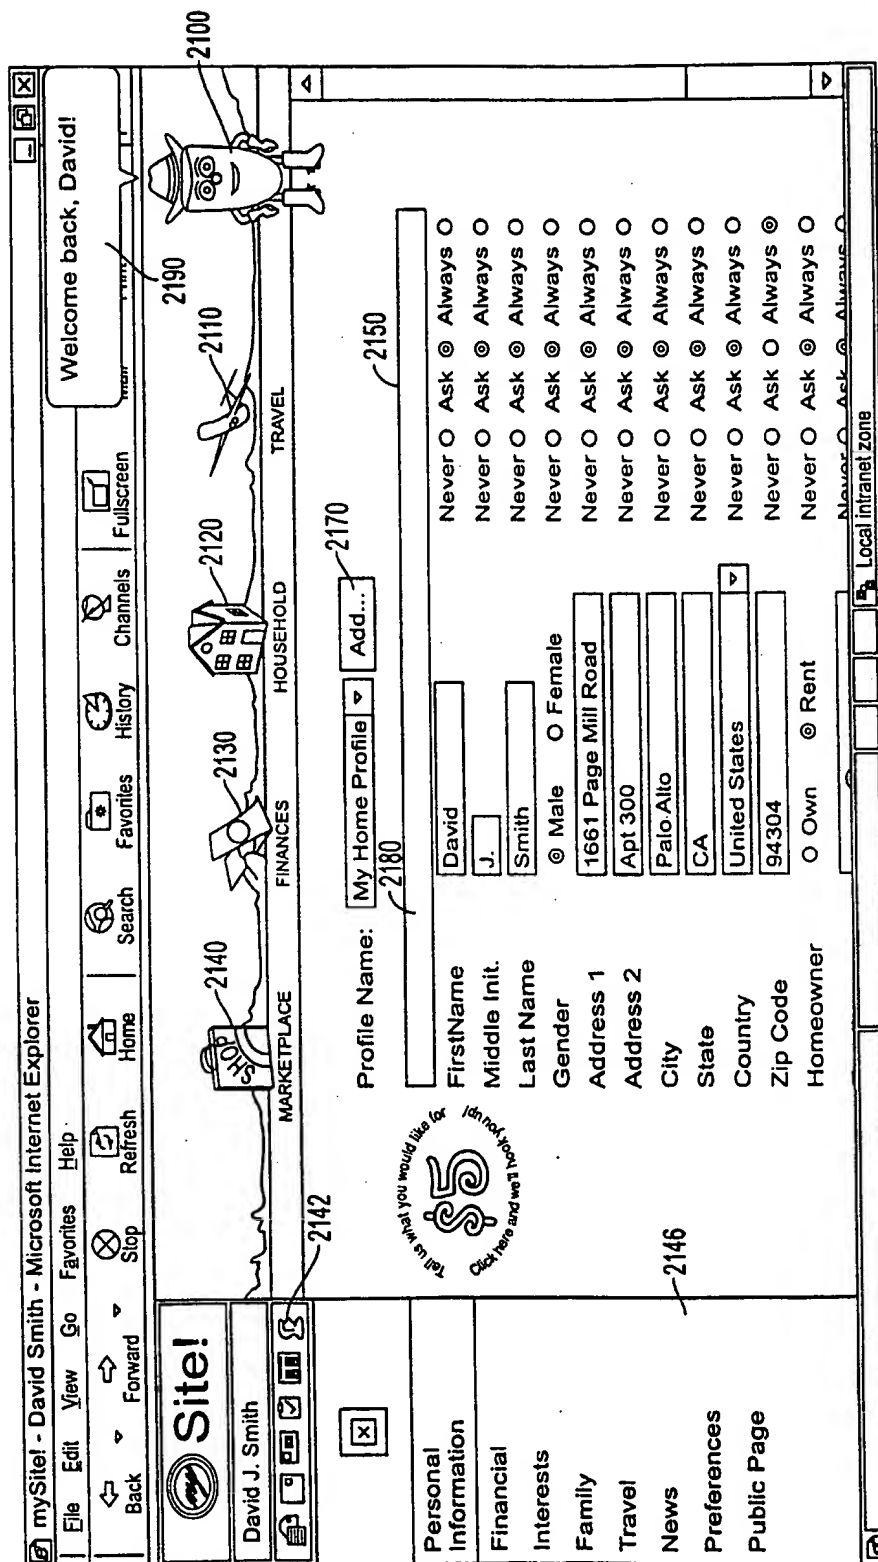 mySite! - David Smith - Microsoft Internet Explorer
File Edit View Go Favorites Help
Back Forward Stop Refresh Home Search Favorites History Channels Fullscreen
Welcome back, David!
2190
2100
Site!
David J. Smith
2142
2140
2130
2120
2110
SHO
MARKETPLACE FINANCES HOUSEHOLD TRAVEL
Personal
Information
Financial
Interests
Family
Travel
News
Preferences
Public Page
2146
Tell us what you would like for
$5
Click here and we'll hook you up!
Profile Name: My Home Profile Add...
2170
2180
2150
FirstName David Never Ask Always
Middle Init. J. Never Ask Always
Last Name Smith Never Ask Always
Gender Male Female Never Ask Always
Address 1 1661 Page Mill Road Never Ask Always
Address 2 Apt 300 Never Ask Always
City Palo Alto Never Ask Always
State CA Never Ask Always
Country United States Never Ask Always
Zip Code 94304 Never Ask Always
Homeowner Own Rent Never Ask Always
Never Ask Always
Local intranet zone